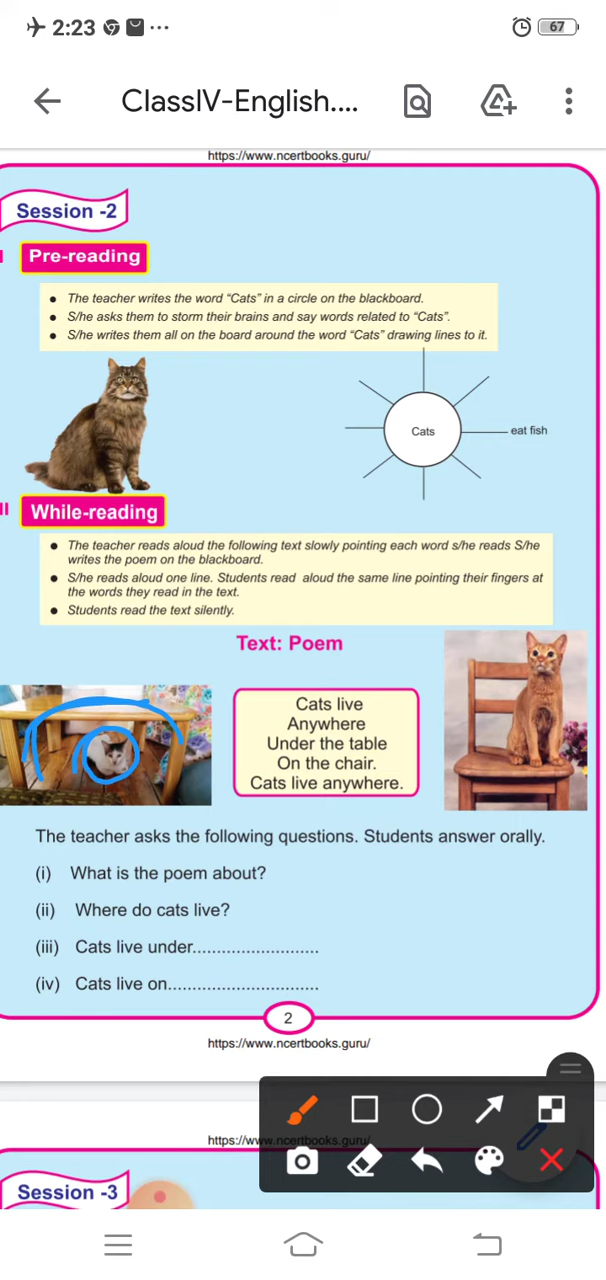 2:23
67
ClassIV-English....
https://www.ncertbooks.guru/
Session -2
I Pre-reading
• The teacher writes the word “Cats” in a circle on the blackboard.
• S/he asks them to storm their brains and say words related to “Cats”.
• S/he writes them all on the board around the word “Cats” drawing lines to it.
Cats
eat fish
II While-reading
• The teacher reads aloud the following text slowly pointing each word s/he reads S/he
writes the poem on the blackboard.
• S/he reads aloud one line. Students read aloud the same line pointing their fingers at
the words they read in the text.
• Students read the text silently.
Text: Poem
Cats live
Anywhere
Under the table
On the chair.
Cats live anywhere.
The teacher asks the following questions. Students answer orally.
(i) What is the poem about?
(ii) Where do cats live?
(iii) Cats live under..........................
(iv) Cats live on...............................
2
https://www.ncertbooks.guru/
https://www.ncertbooks.guru/
Session -3